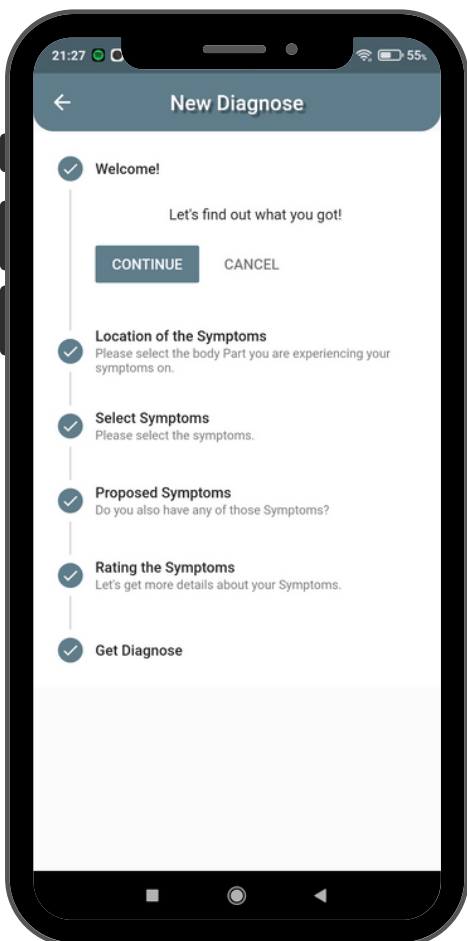 21:27 55%
New Diagnose
Welcome!
Let's find out what you got!
CONTINUE CANCEL
Location of the Symptoms
Please select the body Part you are experiencing your
symptoms on.
Select Symptoms
Please select the symptoms.
Proposed Symptoms
Do you also have any of those Symptoms?
Rating the Symptoms
Let's get more details about your Symptoms.
Get Diagnose